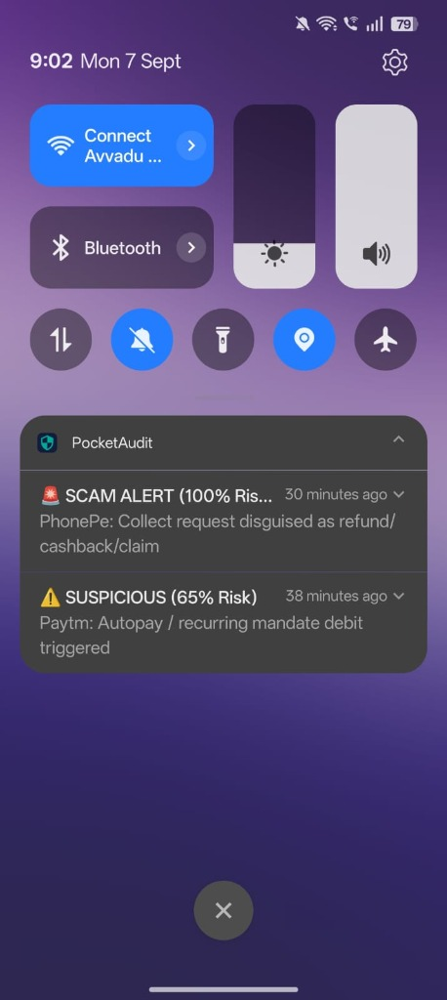 79
9:02 Mon 7 Sept
Connect
Avvadu ...
Bluetooth
PocketAudit
🚨 SCAM ALERT (100% Ris... 30 minutes ago
PhonePe: Collect request disguised as refund/
cashback/claim
⚠️ SUSPICIOUS (65% Risk) 38 minutes ago
Paytm: Autopay / recurring mandate debit
triggered